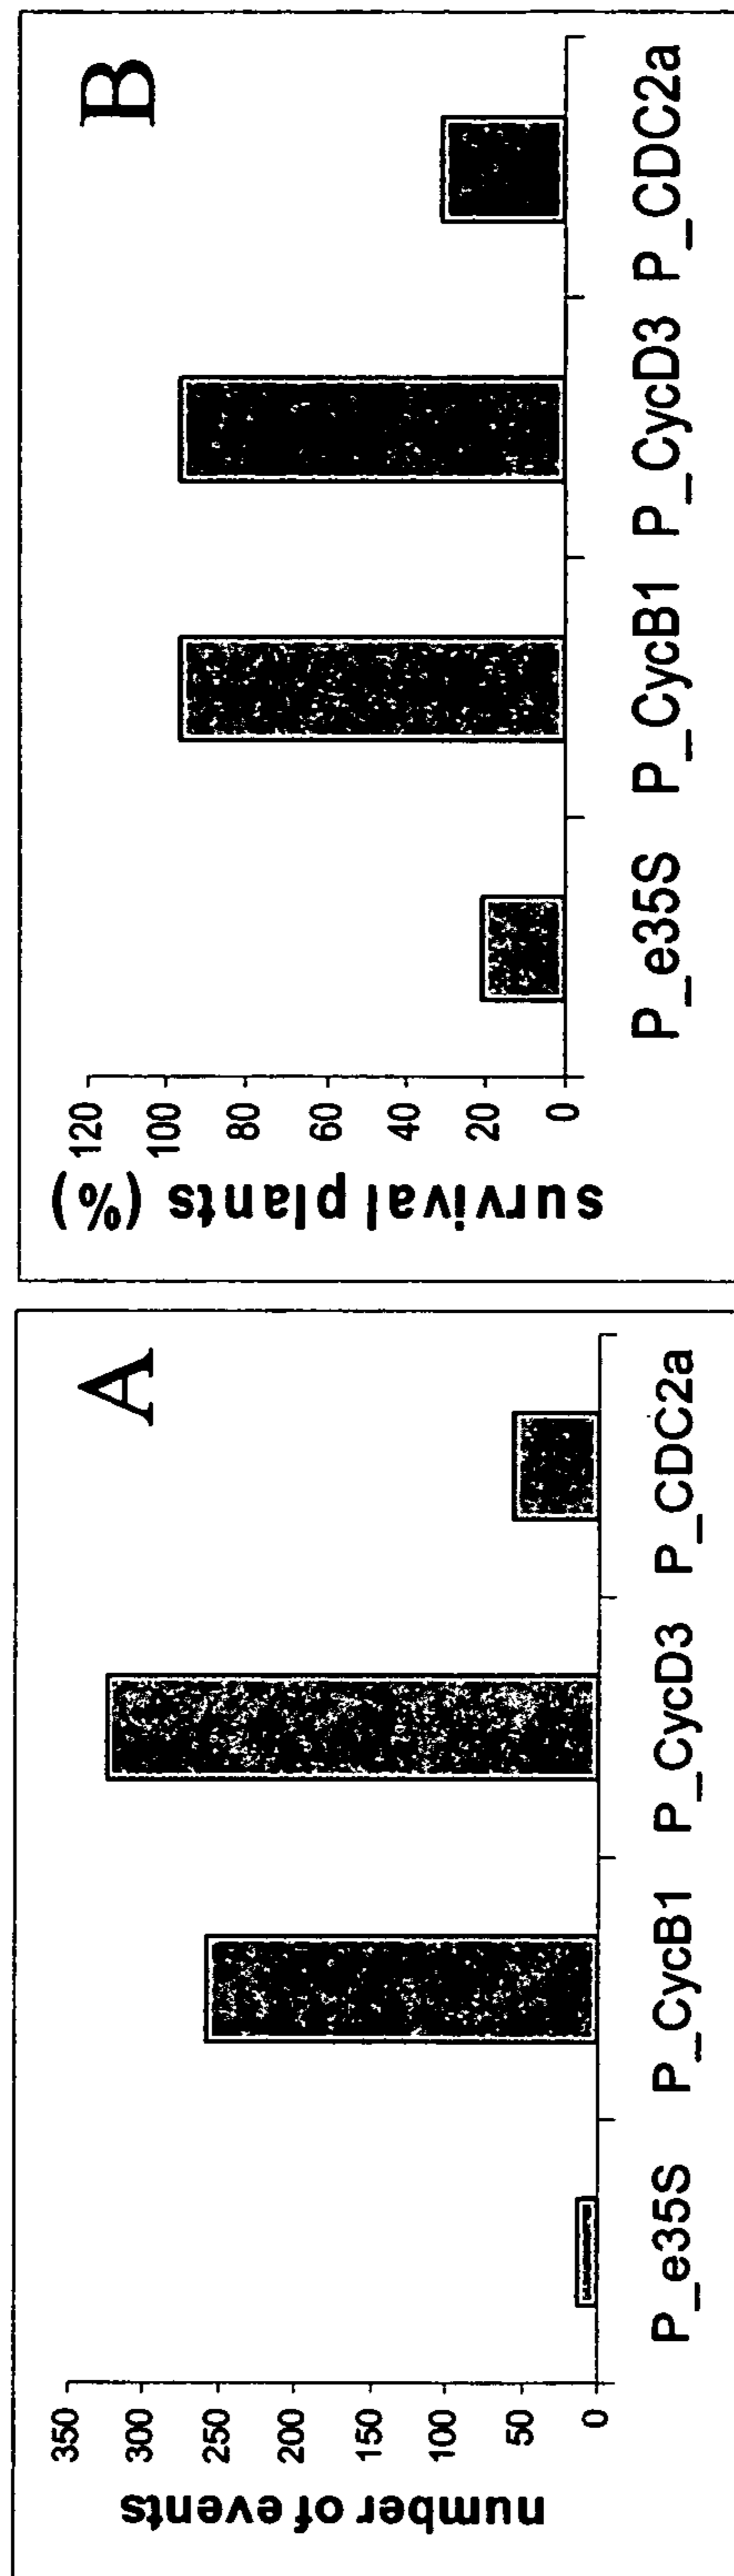 A
number of events
350
300
250
200
150
100
50
0
P_e35S P_CycB1 P_CycD3 P_CDC2a
B
survival plants (%)
120
100
80
60
40
20
0
P_e35S P_CycB1 P_CycD3 P_CDC2a